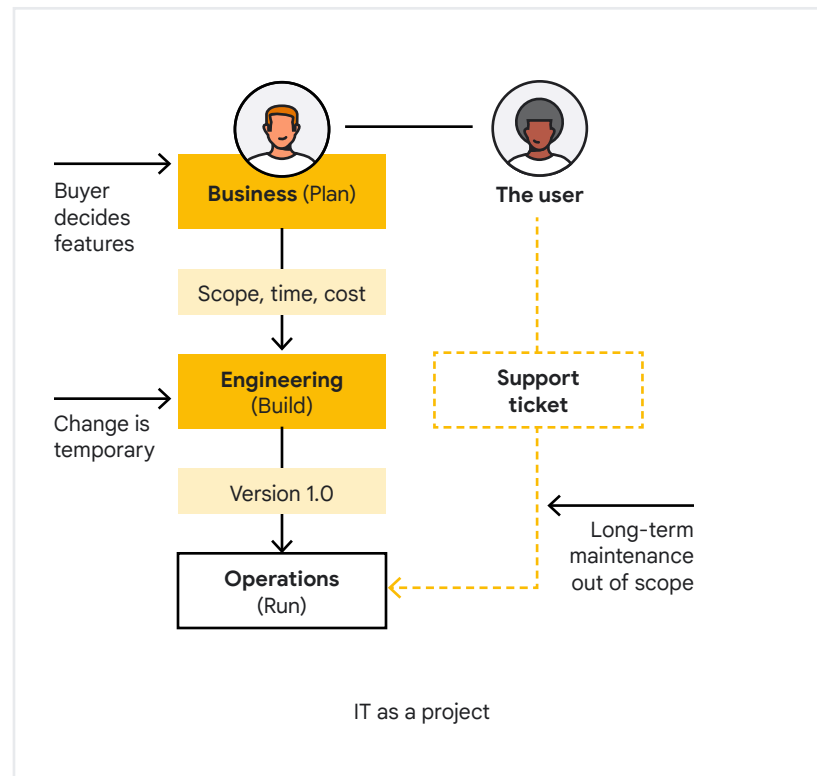 Business (Plan)
The user
Buyer
decides
features
Scope, time, cost
Engineering
(Build)
Support
ticket
Change is
temporary
Version 1.0
Long-term
maintenance
out of scope
Operations
(Run)
IT as a project